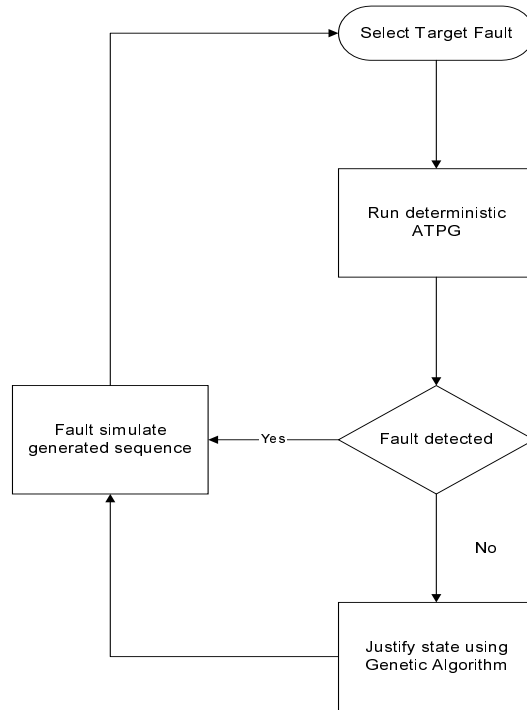 Select Target Fault
Run deterministic
ATPG
Fault detected
Yes
Fault simulate
generated sequence
No
Justify state using
Genetic Algorithm